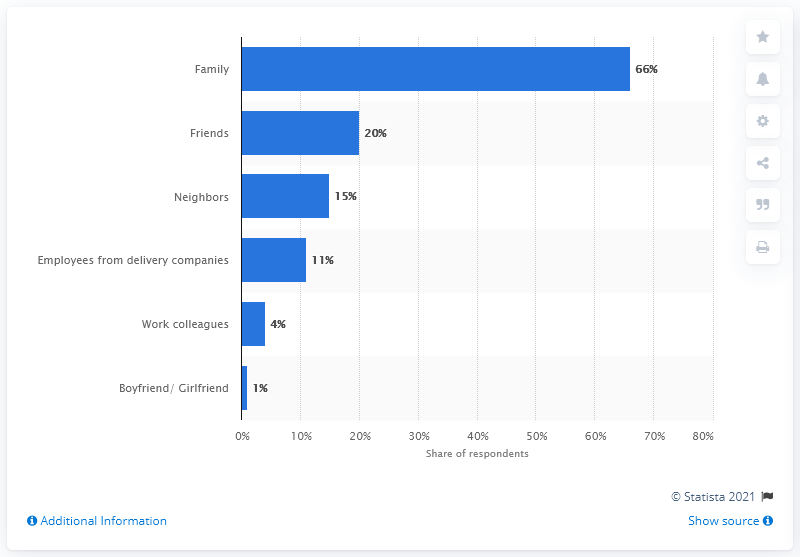 Family 66%
Friends 20%
Neighbors 15%
Employees from delivery companies 11%
Work colleagues 4%
Boyfriend/ Girlfriend 1%
0% 10% 20% 30% 40% 50% 60% 70% 80%
Share of respondents
© Statista 2021
Additional Information
Show source